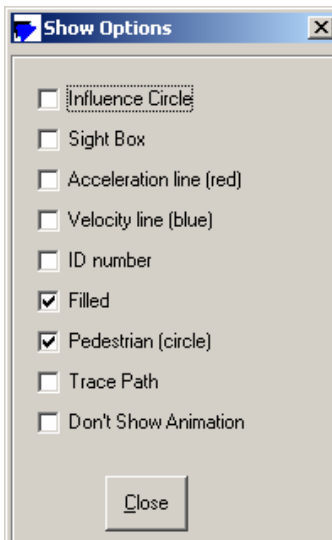 Show Options
Influence Circle
Sight Box
Acceleration line (red)
Velocity line (blue)
ID number
Filled
Pedestrian (circle)
Trace Path
Don't Show Animation
Close